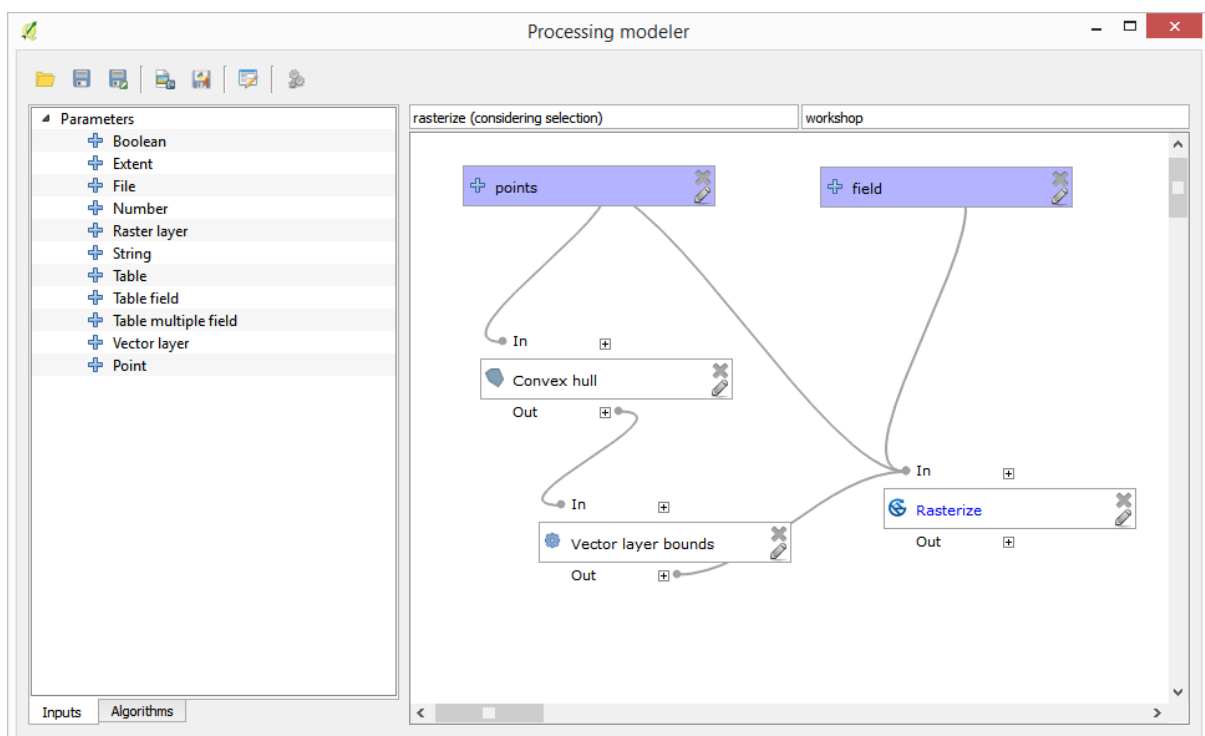 Processing modeler
Parameters
Boolean
Extent
File
Number
Raster layer
String
Table
Table field
Table multiple field
Vector layer
Point
Inputs
Algorithms
rasterize (considering selection)
workshop
points
field
In
Convex hull
Out
In
Vector layer bounds
Out
In
Rasterize
Out